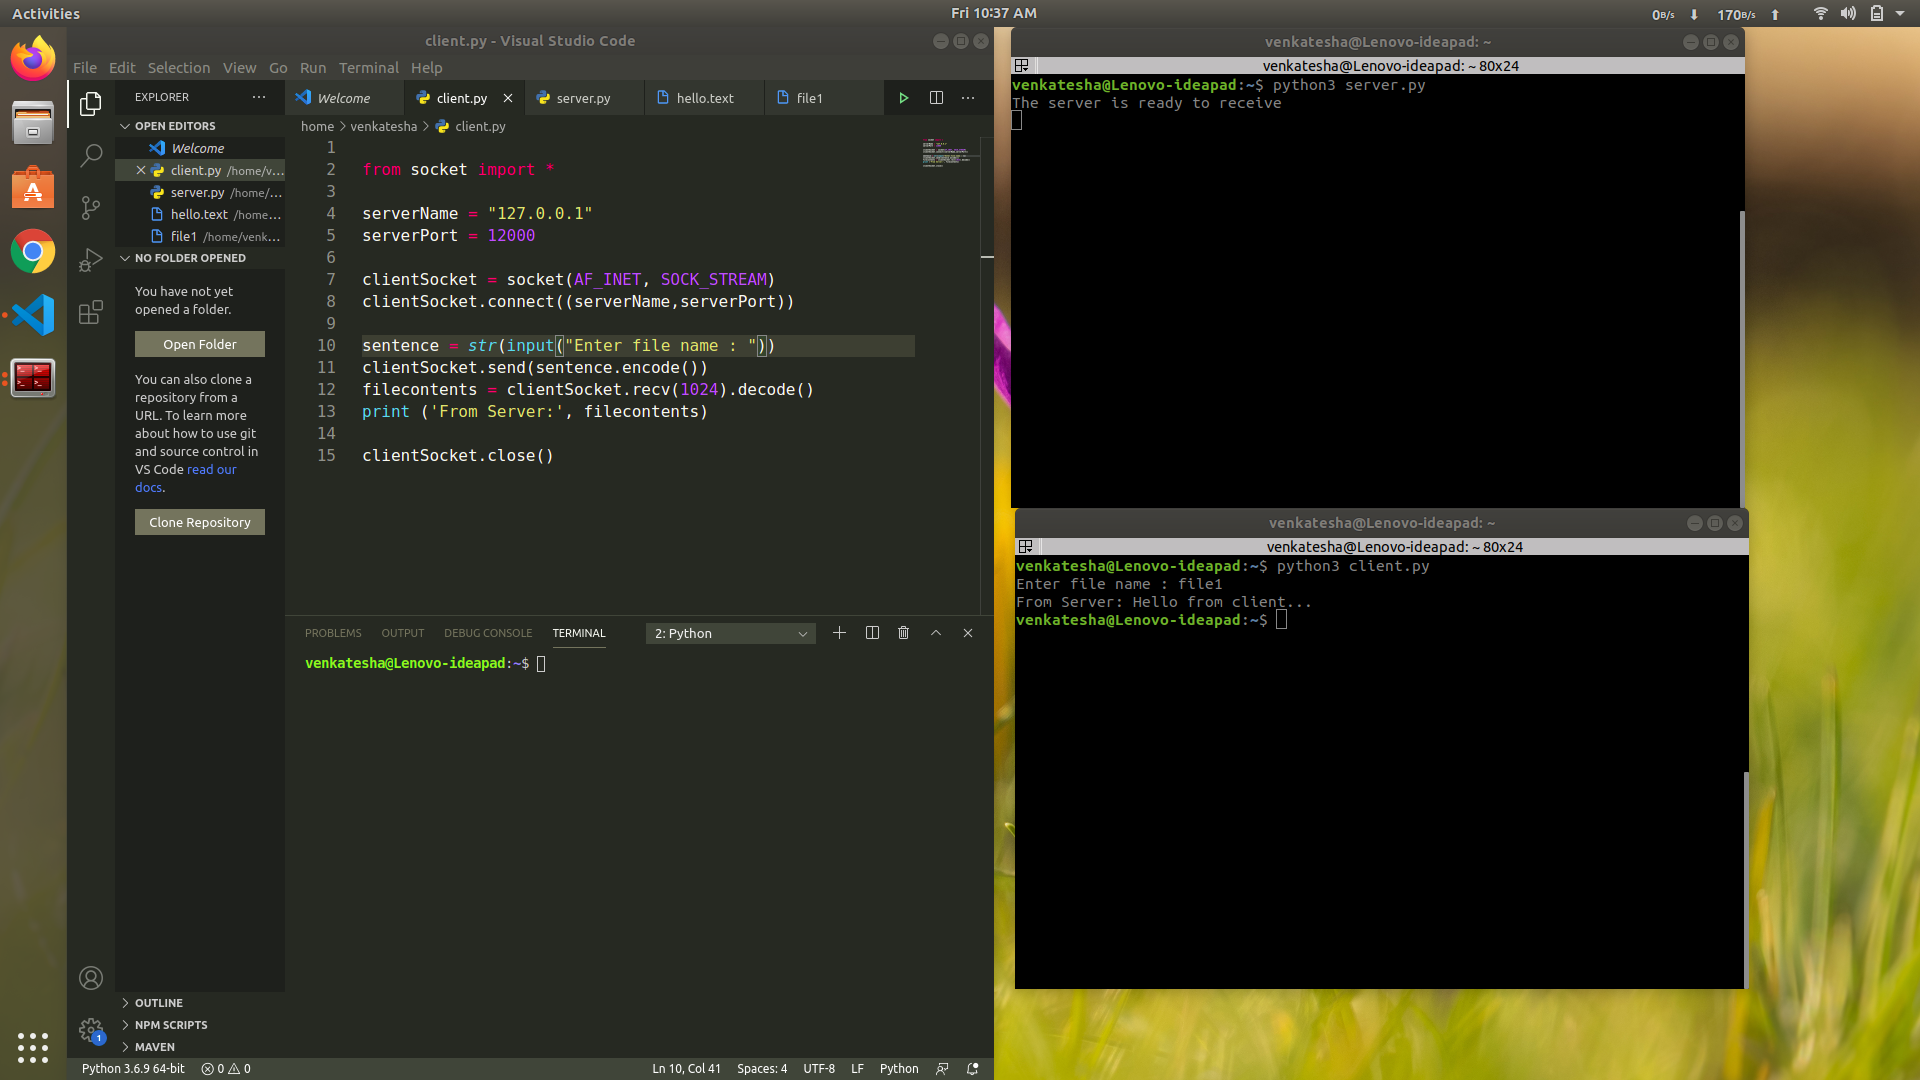 Activities
Fri 10:37 AM
0B/s 170B/s
client.py - Visual Studio Code
File Edit Selection View Go Run Terminal Help
EXPLORER
OPEN EDITORS
Welcome
client.py /home/v...
server.py /home/...
hello.text /home...
file1 /home/venk...
NO FOLDER OPENED
You have not yet
opened a folder.
Open Folder
You can also clone a
repository from a
URL. To learn more
about how to use git
and source control in
VS Code read our
docs.
Clone Repository
OUTLINE
NPM SCRIPTS
MAVEN
1
Welcome client.py server.py hello.text file1
home > venkatesha > client.py
1
2 from socket import *
3
4 serverName = "127.0.0.1"
5 serverPort = 12000
6
7 clientSocket = socket(AF_INET, SOCK_STREAM)
8 clientSocket.connect((serverName,serverPort))
9
10 sentence = str(input("Enter file name : "))
11 clientSocket.send(sentence.encode())
12 filecontents = clientSocket.recv(1024).decode()
13 print ('From Server:', filecontents)
14
15 clientSocket.close()
PROBLEMS OUTPUT DEBUG CONSOLE TERMINAL 2: Python
venkatesha@Lenovo-ideapad:~$
Python 3.6.9 64-bit 0 0 Ln 10, Col 41 Spaces: 4 UTF-8 LF Python
venkatesha@Lenovo-ideapad: ~
venkatesha@Lenovo-ideapad: ~ 80x24
venkatesha@Lenovo-ideapad:~$ python3 server.py
The server is ready to receive
venkatesha@Lenovo-ideapad: ~
venkatesha@Lenovo-ideapad: ~ 80x24
venkatesha@Lenovo-ideapad:~$ python3 client.py
Enter file name : file1
From Server: Hello from client...
venkatesha@Lenovo-ideapad:~$